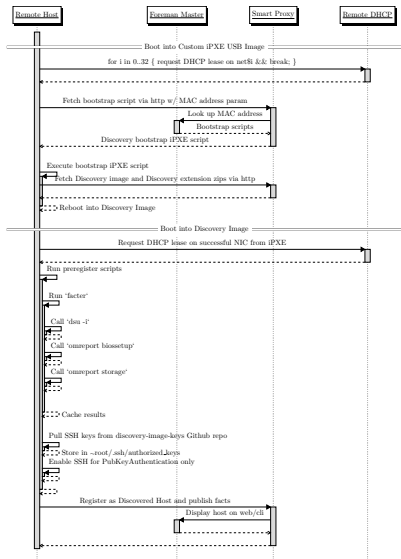 Remote Host
Foreman Master
Smart Proxy
Remote DHCP
Boot into Custom iPXE USB Image
for i in 0..32 { request DHCP lease on net$i && break; }
Fetch bootstrap script via http w/ MAC address param
Look up MAC address
Bootstrap scripts
Discovery bootstrap iPXE script
Execute bootstrap iPXE script
Fetch Discovery image and Discovery extension zips via http
Reboot into Discovery Image
Boot into Discovery Image
Request DHCP lease on successful NIC from iPXE
Run preregister scripts
Run 'facter'
Call 'dsu -i'
Call 'omreport biossetup'
Call 'omreport storage'
Cache results
Pull SSH keys from discovery-image-keys Github repo
Store in ~root/.ssh/authorized_keys
Enable SSH for PubKeyAuthentication only
Register as Discovered Host and publish facts
Display host on web/cli